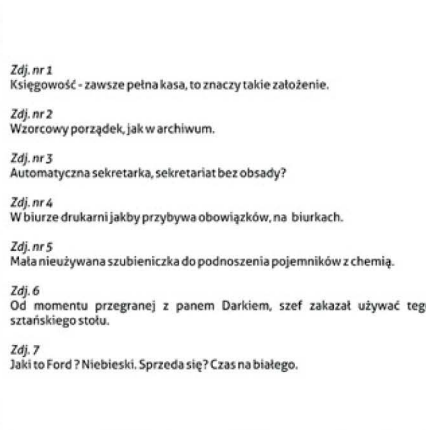 Zdj. nr 1
Księgowość - zawsze pełna kasa, to znaczy takie założenie.
Zdj. nr 2
Wzorcowy porządek, jak w archiwum.
Zdj. nr 3
Automatyczna sekretarka, sekretariat bez obsady?
Zdj. nr 4
W biurze drukarni jakby przybywa obowiązków, na biurkach.
Zdj. nr 5
Mała nieużywana szubieniczka do podnoszenia pojemników z chemią.
Zdj. 6
Od momentu przegranej z panem Darkiem, szef zakazał używać teg
sztańskiego stołu.
Zdj. 7
Jaki to Ford ? Niebieski. Sprzeda się? Czas na białego.